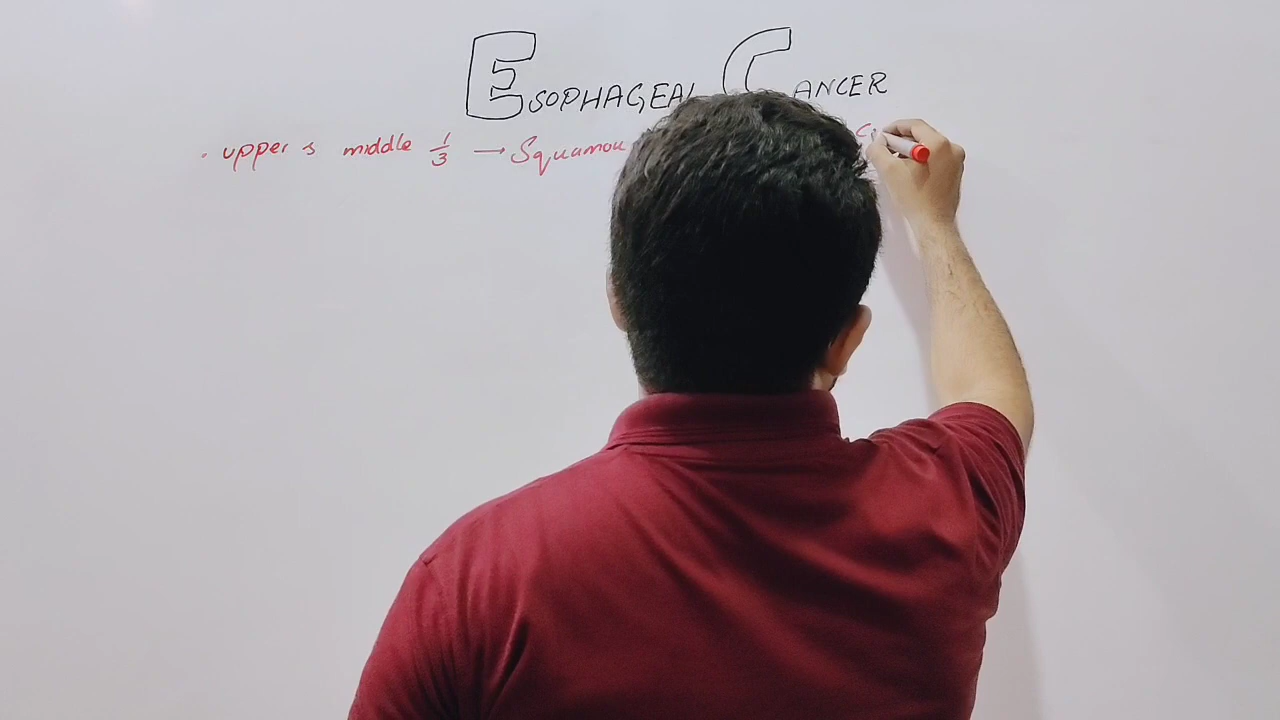 ESOPHAGEAL CANCER
. upper & middle 1/3 → Squamou